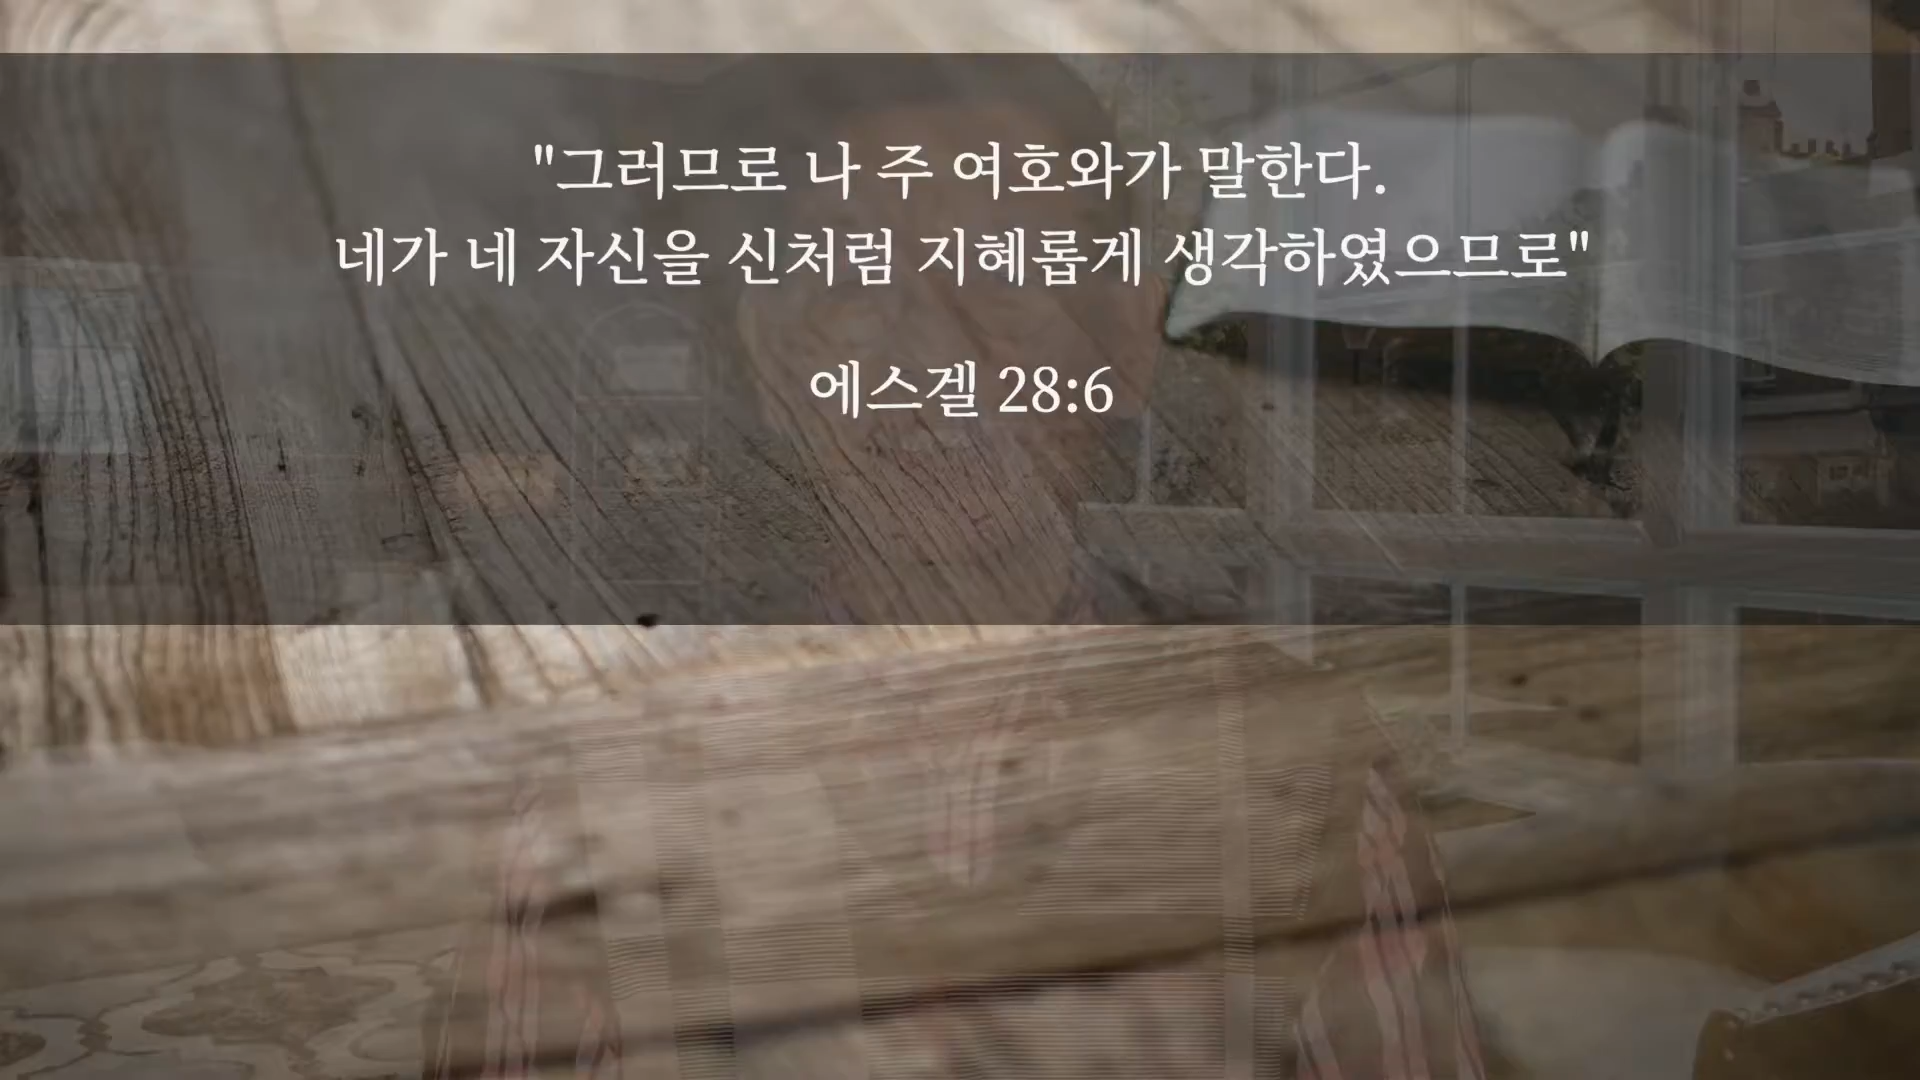 "그러므로 나 주 여호와가 말한다.
네가 네 자신을 신처럼 지혜롭게 생각하였으므로"
에스겔 28:6